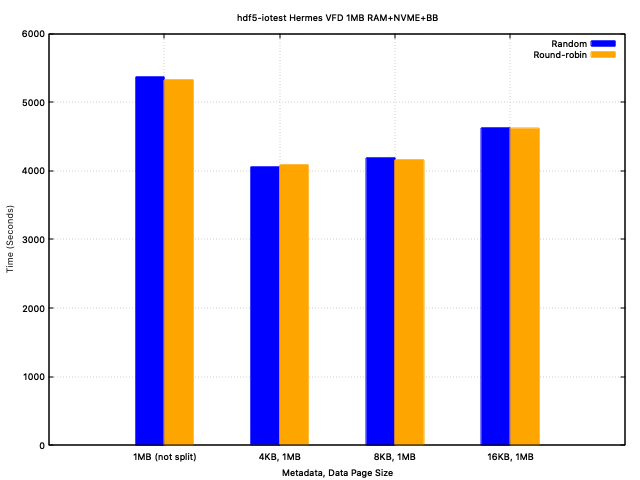 hdf5-iotest Hermes VFD 1MB RAM+NVME+BB
Random
Round-robin
6000
5000
4000
3000
2000
1000
0
Time (Seconds)
1MB (not split)
4KB, 1MB
8KB, 1MB
16KB, 1MB
Metadata, Data Page Size